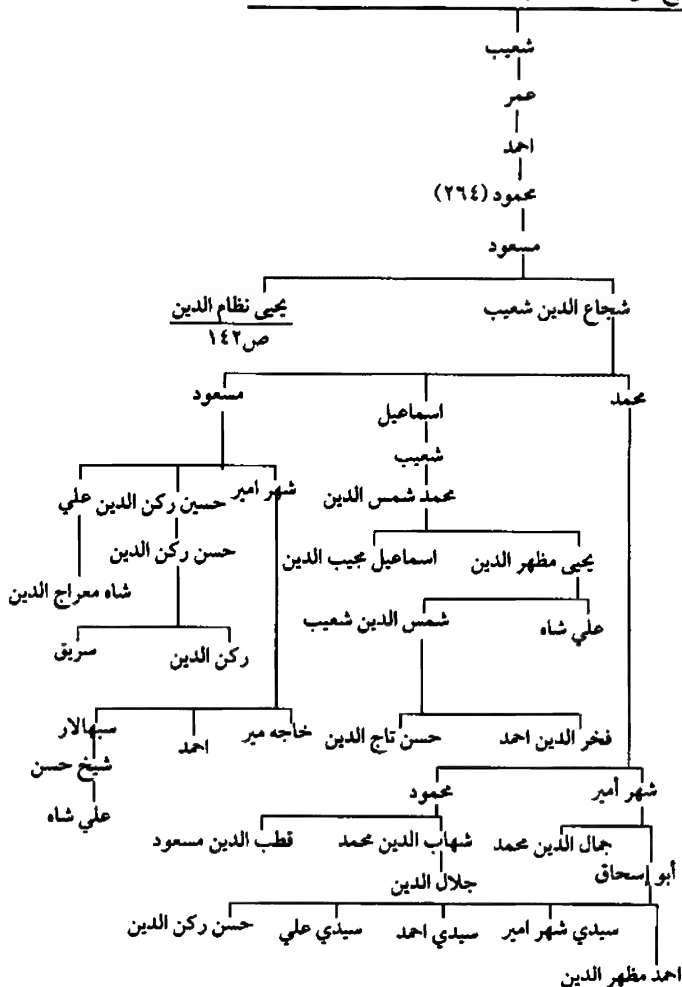 شعيب
عمر
احمد
محمود (٢٦٤)
مسعود
شجاع الدين شعيب يحيى نظام الدين
ص١٤٢
محمد اسماعيل مسعود
شعيب
شهر امير حسين ركن الدين علي
محمد شمس الدين
حسن ركن الدين
يحيى مظهر الدين اسماعيل مجيب الدين
شاه معراج الدين
علي شاه شمس الدين شعيب
ركن الدين سريق
فخر الدين احمد حسن تاج الدين خاجه مير احمد سبهالار
شيخ حسن
شهر أمير محمود
علي شاه
جمال الدين محمد شهاب الدين محمد قطب الدين مسعود
أبو إسحاق
جلال الدين
سيدي شهر امير سيدي احمد سيدي علي حسن ركن الدين
احمد مظهر الدين